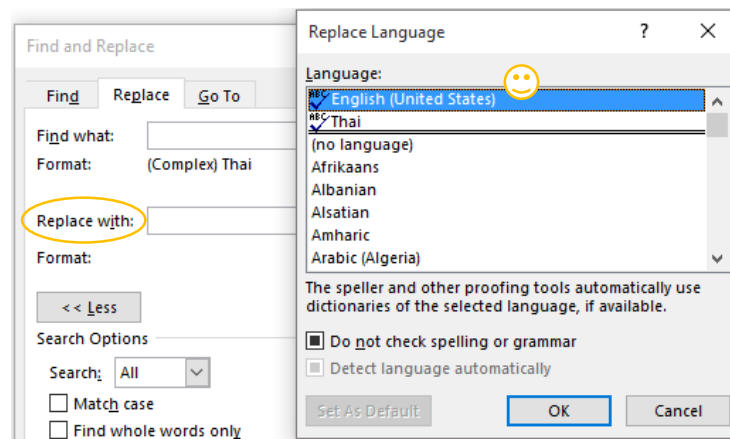 Find and Replace
Find
Replace
Go To
Find what:
Format:
(Complex) Thai
Replace with:
Format:
<< Less
Search Options
Search:
All
Match case
Find whole words only
Replace Language
?
Language:
ABC English (United States)
ABC Thai
(no language)
Afrikaans
Albanian
Alsatian
Amharic
Arabic (Algeria)
The speller and other proofing tools automatically use
dictionaries of the selected language, if available.
Do not check spelling or grammar
Detect language automatically
Set As Default
OK
Cancel